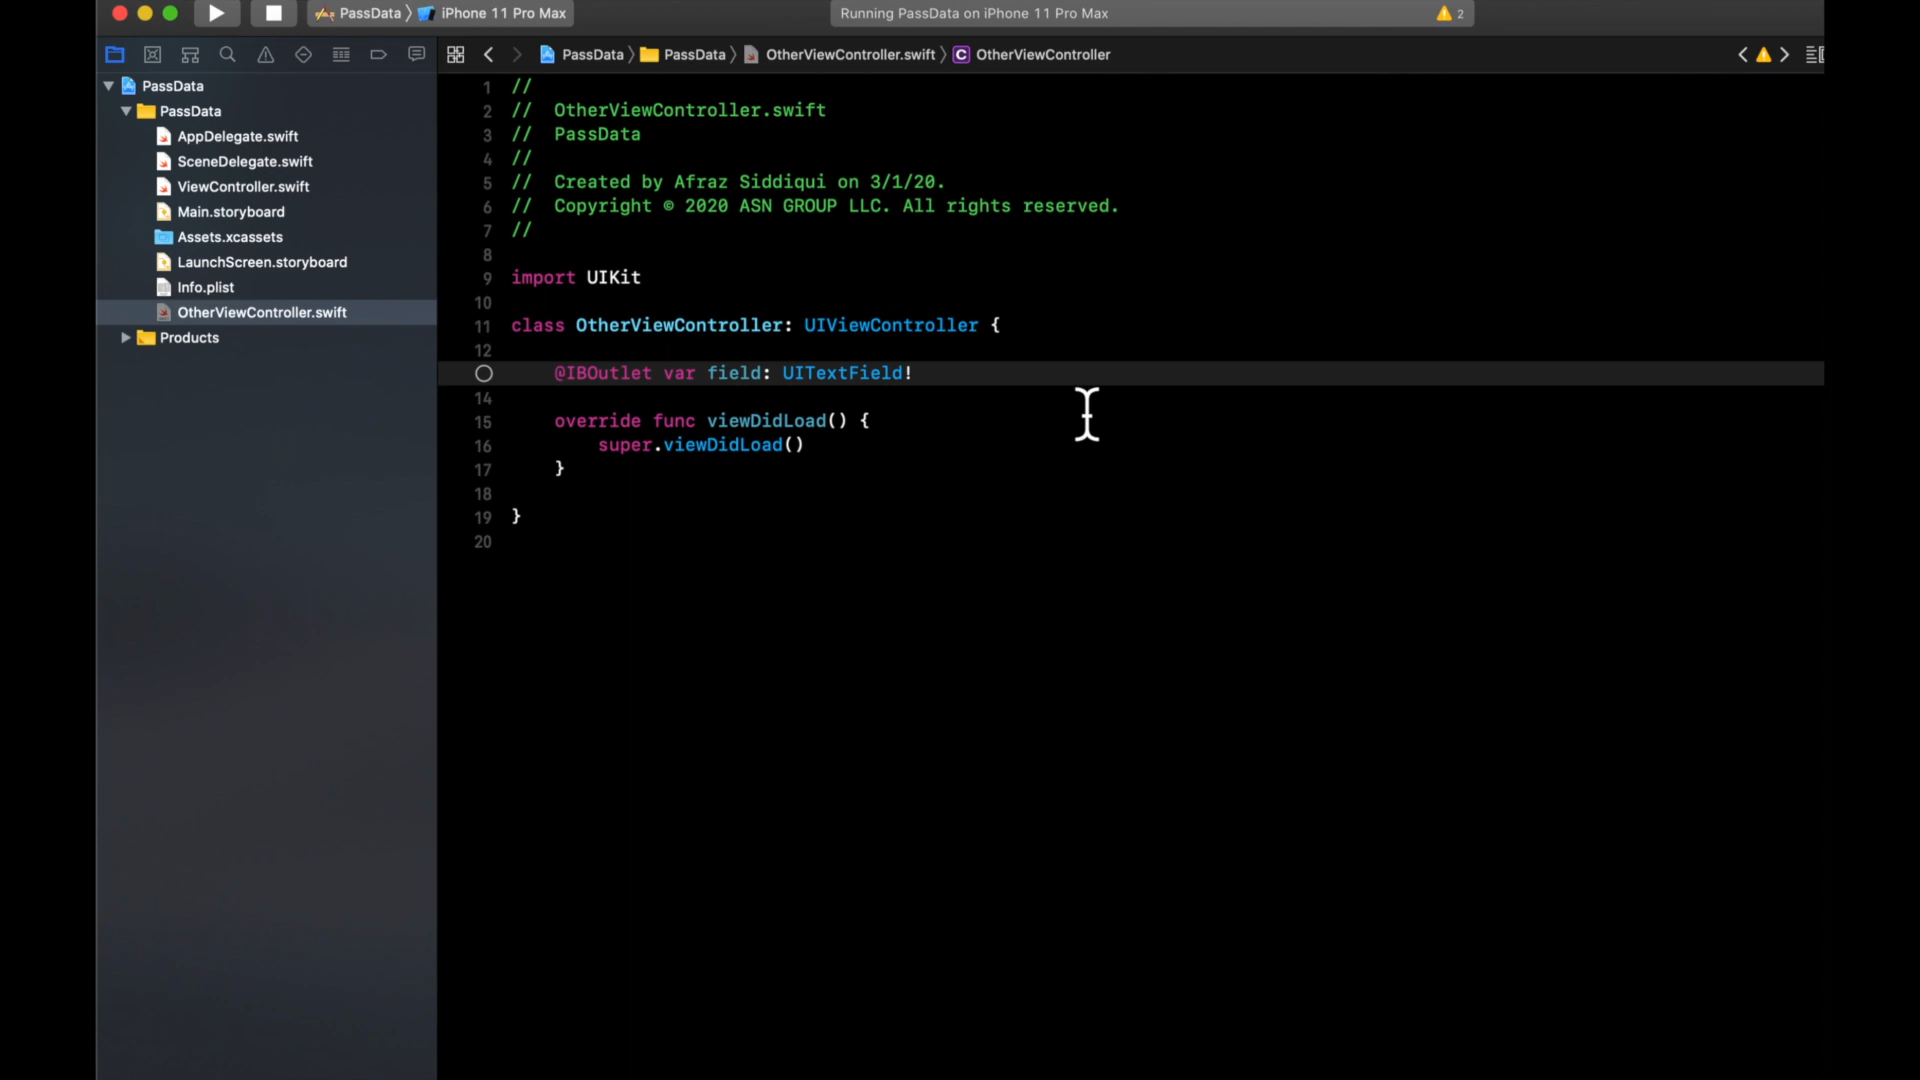 PassData 〉 iPhone 11 Pro Max
Running PassData on iPhone 11 Pro Max
2
PassData 〉 PassData 〉 OtherViewController.swift 〉 C OtherViewController
PassData
PassData
AppDelegate.swift
SceneDelegate.swift
ViewController.swift
Main.storyboard
Assets.xcassets
LaunchScreen.storyboard
Info.plist
OtherViewController.swift
Products
1 //
2 //  OtherViewController.swift
3 //  PassData
4 //
5 //  Created by Afraz Siddiqui on 3/1/20.
6 //  Copyright © 2020 ASN GROUP LLC. All rights reserved.
7 //
8
9 import UIKit
10
11 class OtherViewController: UIViewController {
12
@IBOutlet var field: UITextField!
14
15     override func viewDidLoad() {
16         super.viewDidLoad()
17     }
18
19 }
20